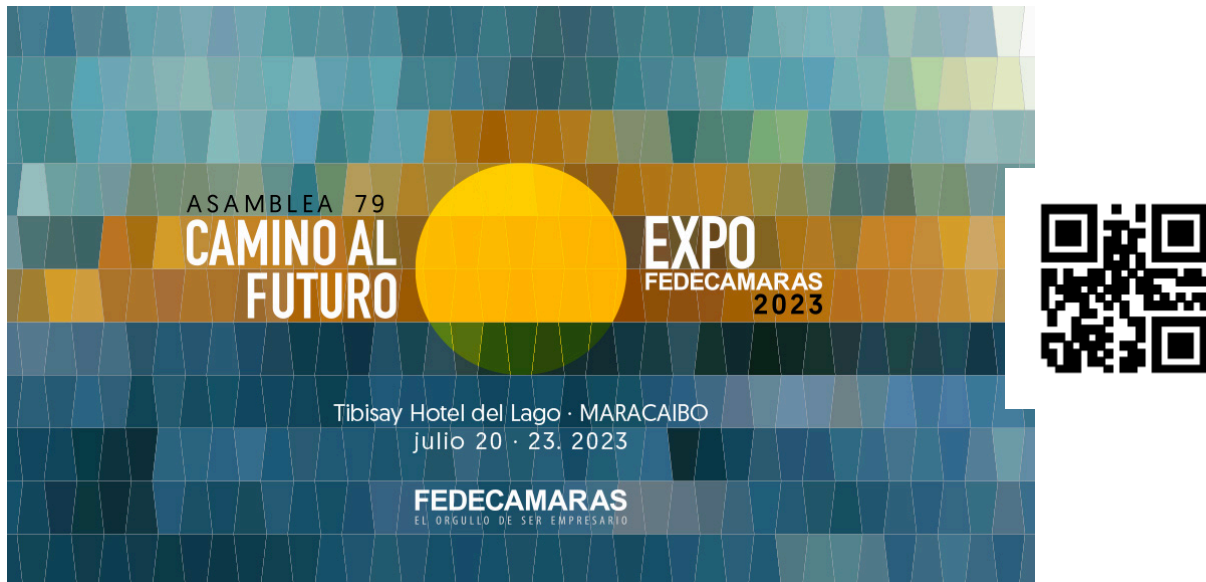 ASAMBLEA 79
CAMINO AL
FUTURO
EXPO
FEDECAMARAS
2023
Tibisay Hotel del Lago · MARACAIBO
julio 20 · 23. 2023
FEDECAMARAS
EL ORGULLO DE SER EMPRESARIO